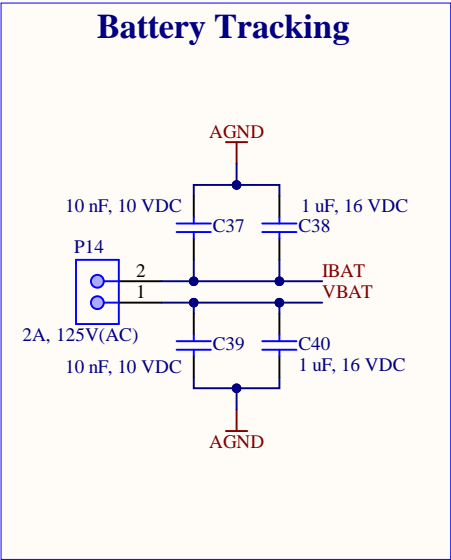 Battery Tracking
AGND
10 nF, 10 VDC
1 uF, 16 VDC
C37
C38
P14
2
IBAT
1
VBAT
2A, 125V(AC)
C39
C40
10 nF, 10 VDC
1 uF, 16 VDC
AGND